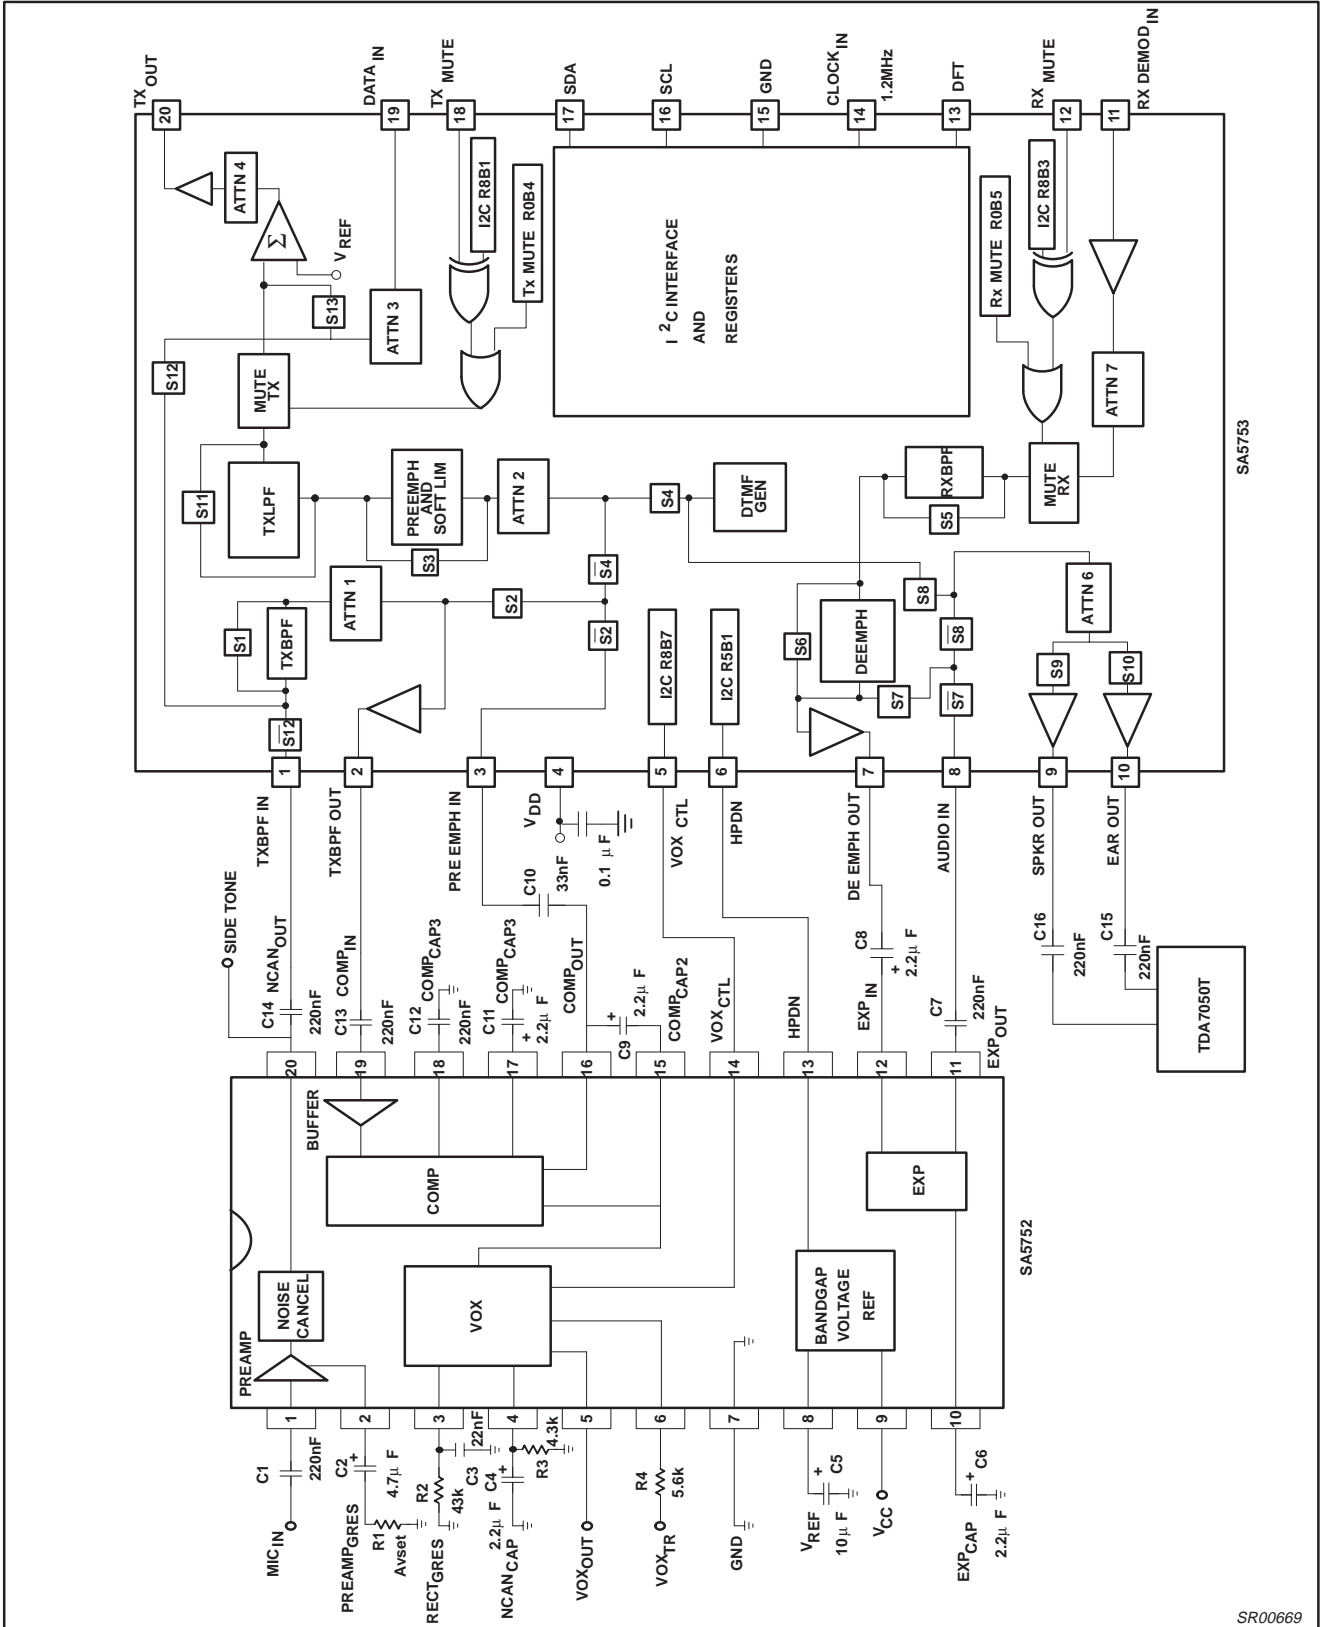 MIC IN
C1
220nF
PREAMP GRES
C2
+
4.7µ F
R1
Avset
RECT GRES
R2
43k
C3
22nF
NCAN CAP
2.2µ F
C4
+
R3
4.3k
VOX OUT
VOX TR
R4
5.6k
GND
V REF
10µ F
+
C5
V CC
EXP CAP
+
C6
2.2µ F
1
2
3
4
5
6
7
8
9
10
PREAMP
NOISE CANCEL
VOX
BANDGAP VOLTAGE REF
BUFFER
COMP
EXP
SA5752
20
19
18
17
16
15
14
13
12
11
SIDE TONE
C14
NCAN OUT
220nF
C13
COMP IN
220nF
C12
COMP CAP3
220nF
C11
COMP CAP3
+
2.2µ F
C10
33nF
COMP OUT
C9
+
2.2µ F
COMP CAP2
VOX CTL
HPDN
EXP IN
C8
+
2.2µ F
C7
220nF
EXP OUT
C16
220nF
C15
220nF
TDA7050T
TXBPF IN
TXBPF OUT
PRE EMPH IN
V DD
0.1 µ F
VOX CTL
HPDN
DE EMPH OUT
AUDIO IN
SPKR OUT
EAR OUT
1
2
3
4
5
6
7
8
9
10
S12
S1
TXBPF
ATTN 1
S2
S2
S4
I2C R8B7
I2C R5B1
S6
DEEMPH
S7
S7
S8
S8
S9
S10
ATTN 6
S11
TXLPF
PREEMPH AND SOFT LIM
S3
ATTN 2
S4
DTMF GEN
RXBPF
S5
MUTE RX
ATTN 7
S12
MUTE TX
S13
ATTN 3
V REF
Σ
ATTN 4
I2C R8B1
Tx MUTE R0B4
I 2C INTERFACE
AND
REGISTERS
Rx MUTE R0B5
I2C R8B3
SA5753
20
19
18
17
16
15
14
13
12
11
TX OUT
DATA IN
TX MUTE
SDA
SCL
GND
CLOCK IN
1.2MHz
DFT
RX MUTE
RX DEMOD IN
SR00669